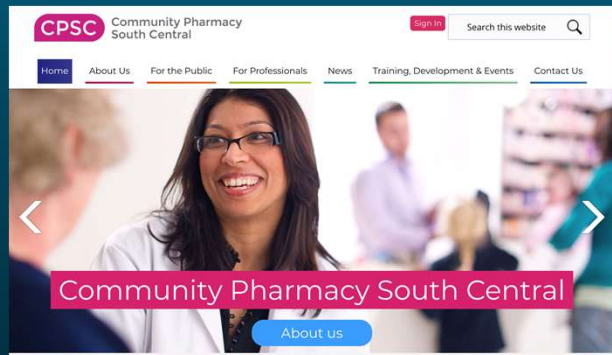 CPSC Community Pharmacy
South Central
Sign In
Search this website
Home About Us For the Public For Professionals News Training, Development & Events Contact Us
Community Pharmacy South Central
About us